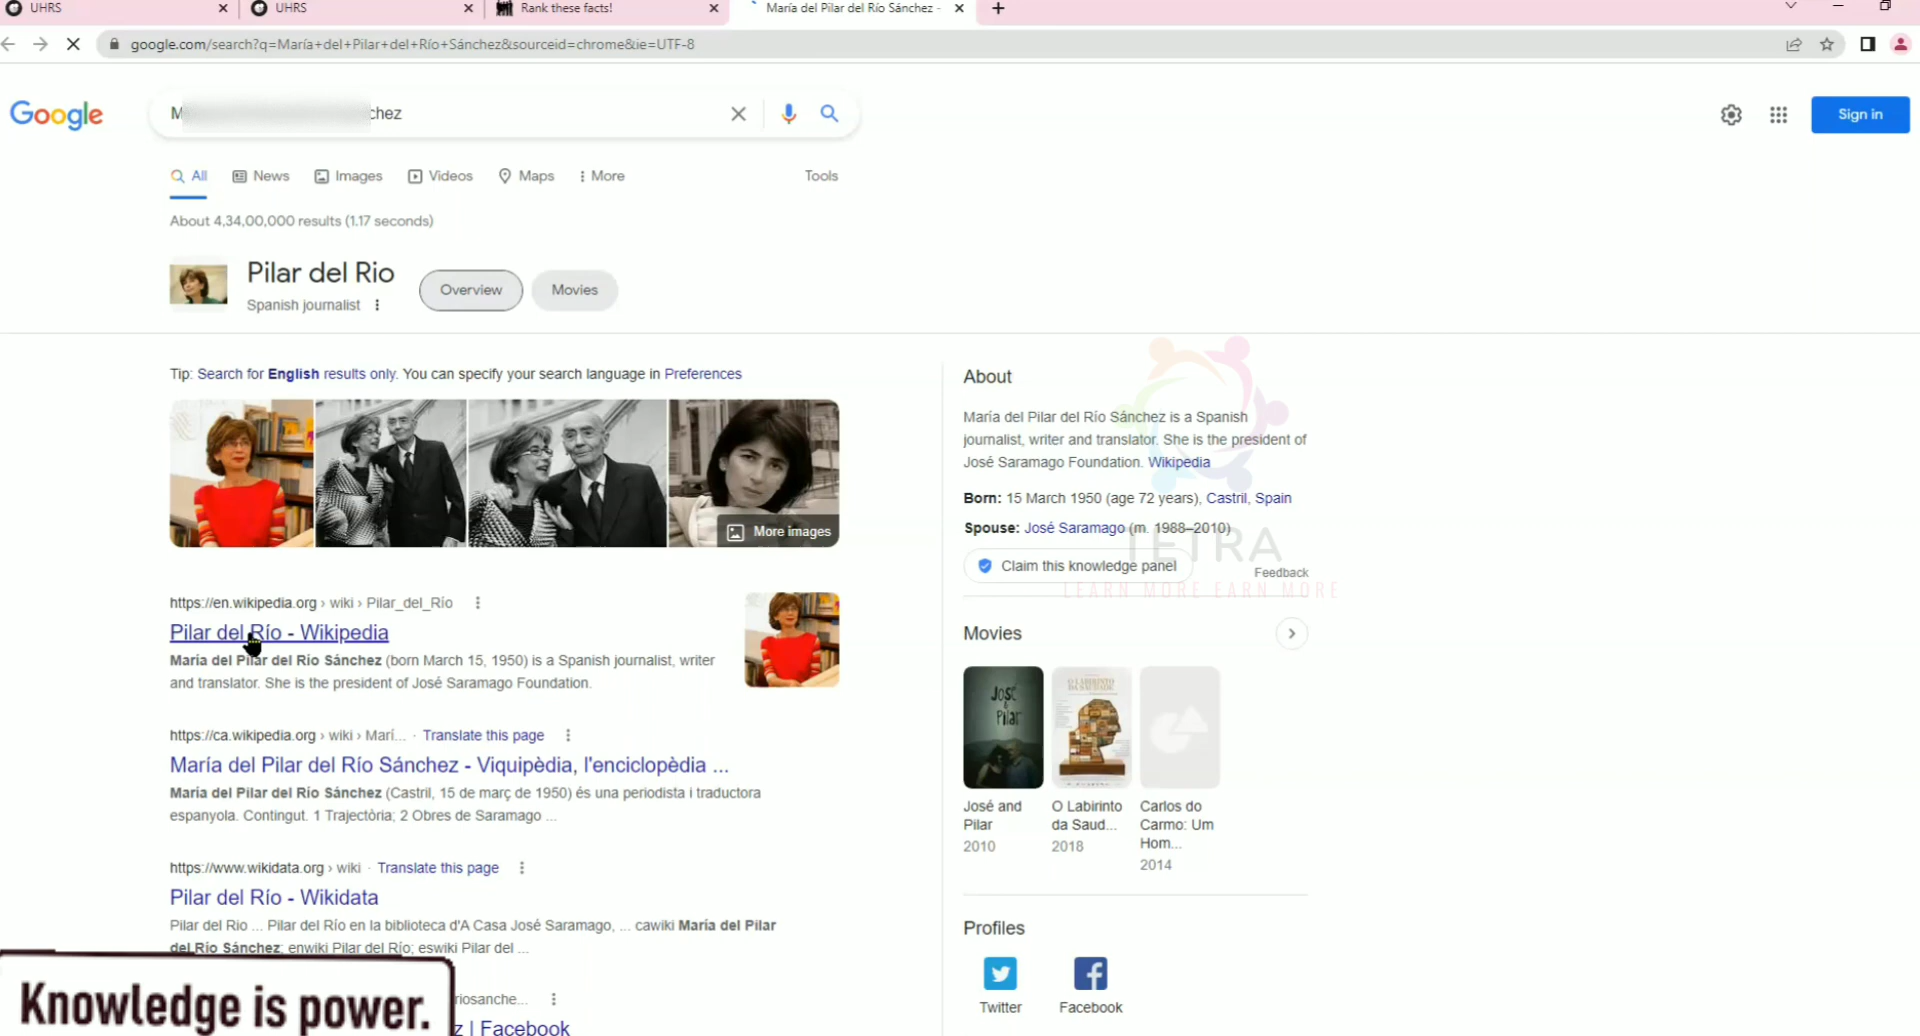 UHRS
UHRS
Rank these facts!
María del Pilar del Río Sánchez -
google.com/search?q=María+del+Pilar+del+Río+Sánchez&sourceid=chrome&ie=UTF-8
Google
M
chez
Sign in
All
News
Images
Videos
Maps
More
Tools
About 4,34,00,000 results (1.17 seconds)
Pilar del Rio
Spanish journalist
Overview
Movies
Tip: Search for English results only. You can specify your search language in Preferences
More images
https://en.wikipedia.org › wiki › Pilar_del_Río
Pilar del Río - Wikipedia
María del Pilar del Río Sánchez (born March 15, 1950) is a Spanish journalist, writer
and translator. She is the president of José Saramago Foundation.
https://ca.wikipedia.org › wiki › Marí... · Translate this page
María del Pilar del Río Sánchez - Viquipèdia, l'enciclopèdia ...
María del Pilar del Río Sánchez (Castril, 15 de març de 1950) és una periodista i traductora
espanyola. Contingut. 1 Trajectòria; 2 Obres de Saramago ...
https://www.wikidata.org › wiki · Translate this page
Pilar del Río - Wikidata
Pilar del Rio ... Pilar del Río en la biblioteca d'A Casa José Saramago, ... cawiki María del Pilar
del Río Sánchez; enwiki Pilar del Río; eswiki Pilar del ...
riosanche...
z | Facebook
Knowledge is power.
About
María del Pilar del Río Sánchez is a Spanish
journalist, writer and translator. She is the president of
José Saramago Foundation. Wikipedia
Born: 15 March 1950 (age 72 years), Castril, Spain
Spouse: José Saramago (m. 1988–2010)
TETRA
Claim this knowledge panel
Feedback
LEARN MORE EARN MORE
Movies
José & Pilar
O LABIRINTO DA SAUDADE
José and
Pilar
2010
O Labirinto
da Saud...
2018
Carlos do
Carmo: Um
Hom...
2014
Profiles
Twitter
Facebook